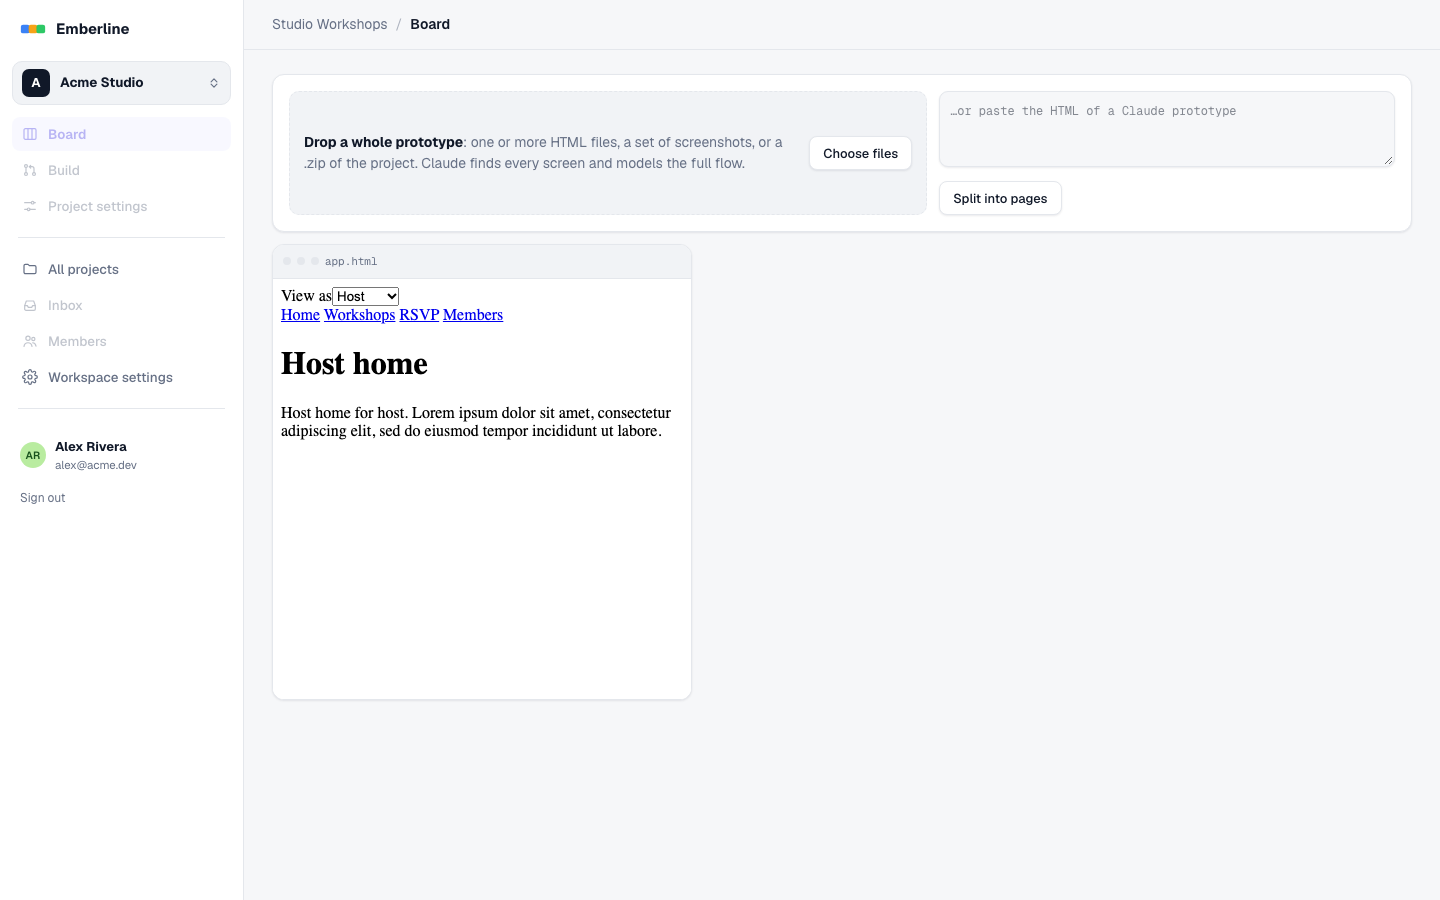 Emberline
A
Acme Studio
Board
Build
Project settings
All projects
Inbox
Members
Workspace settings
AR
Alex Rivera
alex@acme.dev
Sign out
Studio Workshops / Board
Drop a whole prototype: one or more HTML files, a set of screenshots, or a
.zip of the project. Claude finds every screen and models the full flow.
Choose files
…or paste the HTML of a Claude prototype
Split into pages
app.html
View as Host
Home Workshops RSVP Members
Host home
Host home for host. Lorem ipsum dolor sit amet, consectetur
adipiscing elit, sed do eiusmod tempor incididunt ut labore.